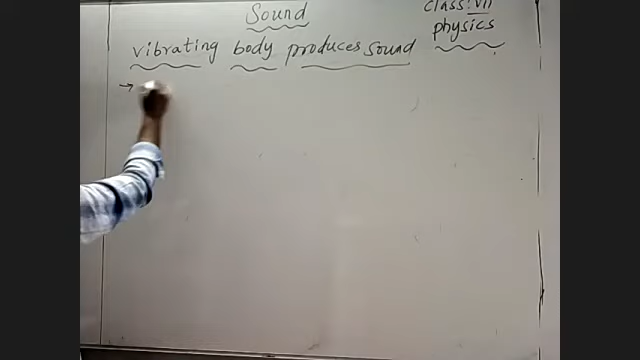 Sound
class: VII
physics
vibrating body produces sound
→